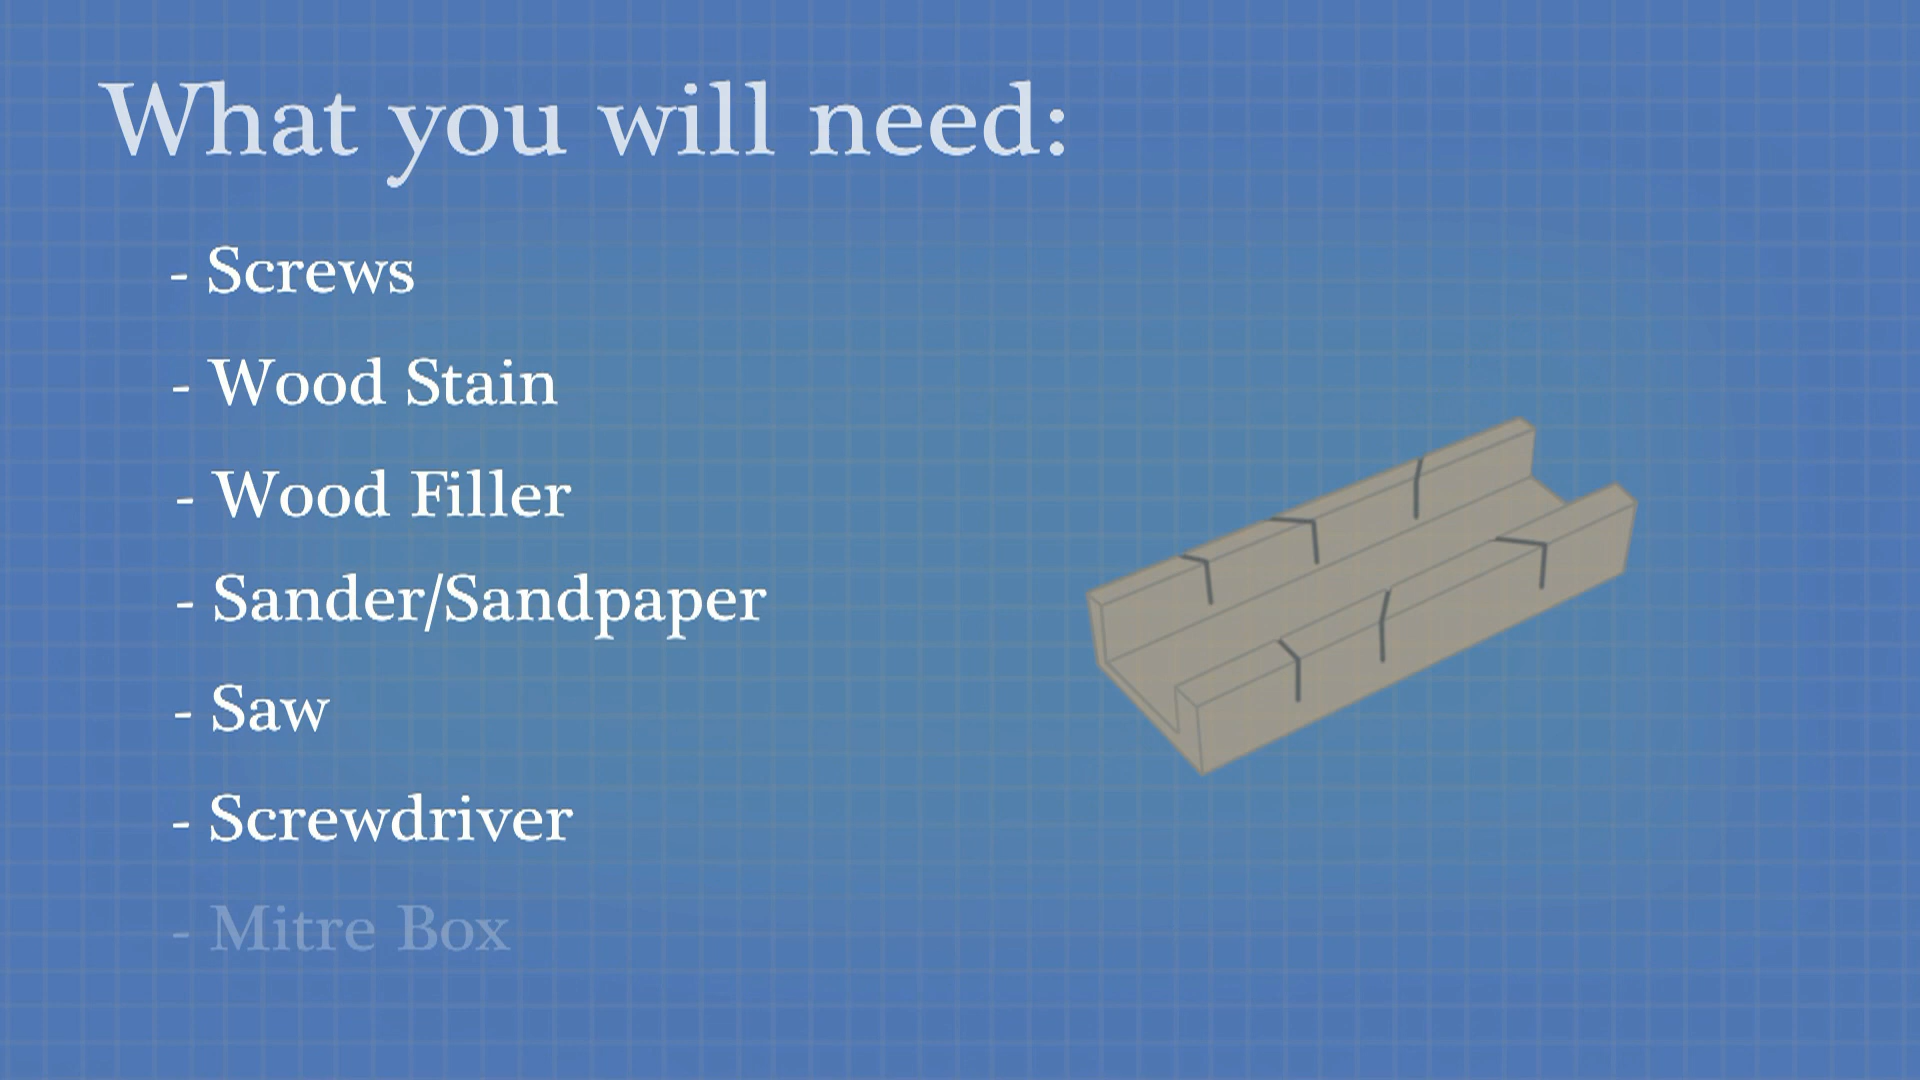 What you will need:
- Screws
- Wood Stain
- Wood Filler
- Sander/Sandpaper
- Saw
- Screwdriver
- Mitre Box